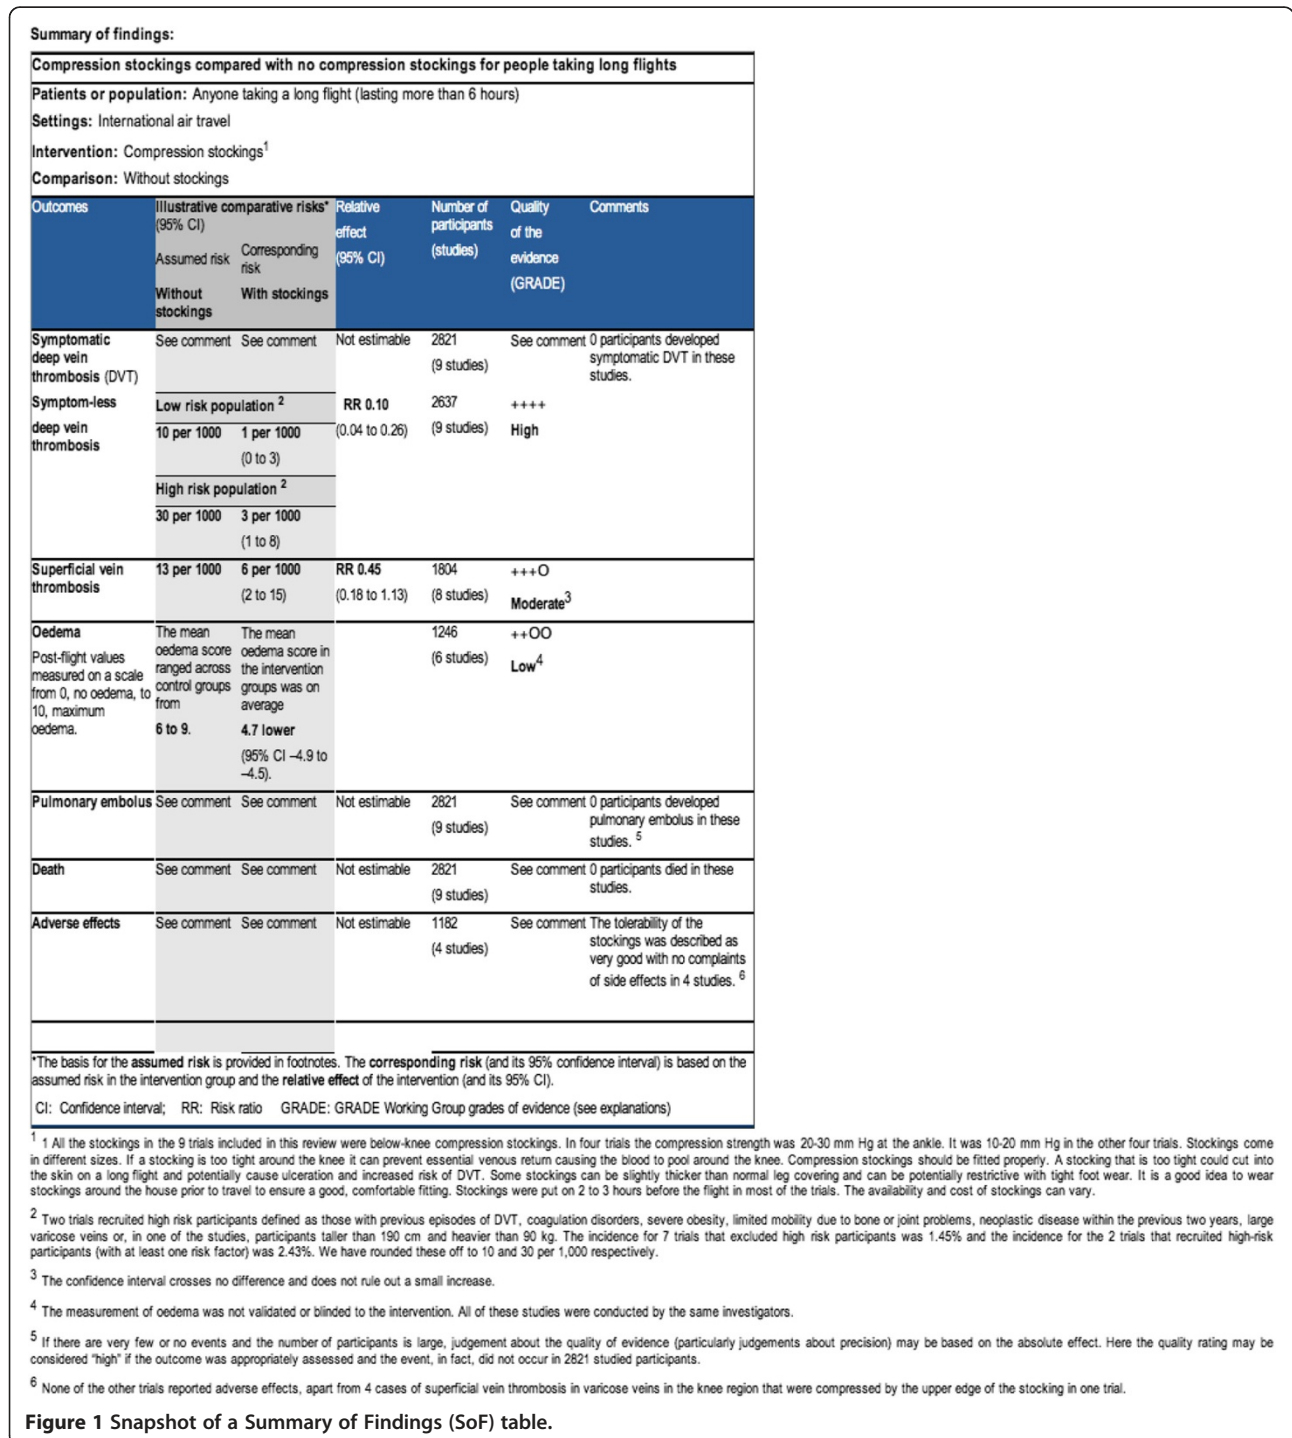 Summary of findings:
Compression stockings compared with no compression stockings for people taking long flights
Patients or population: Anyone taking a long flight (lasting more than 6 hours)
Settings: International air travel
Intervention: Compression stockings1
Comparison: Without stockings
Outcomes
Illustrative comparative risks*
(95% CI)
Assumed risk
Corresponding
risk
Without
stockings
With stockings
Relative
effect
(95% CI)
Number of
participants
(studies)
Quality
of the
evidence
(GRADE)
Comments
Symptomatic
deep vein
thrombosis (DVT)
See comment
See comment
Not estimable
2821
(9 studies)
See comment
0 participants developed
symptomatic DVT in these
studies.
Symptom-less
deep vein
thrombosis
Low risk population 2
10 per 1000
1 per 1000
(0 to 3)
High risk population 2
30 per 1000
3 per 1000
(1 to 8)
RR 0.10
(0.04 to 0.26)
2637
(9 studies)
++++
High
Superficial vein
thrombosis
13 per 1000
6 per 1000
(2 to 15)
RR 0.45
(0.18 to 1.13)
1804
(8 studies)
+++O
Moderate3
Oedema
Post-flight values
measured on a scale
from 0, no oedema, to
10, maximum
oedema.
The mean
oedema score
ranged across
control groups
from
6 to 9.
The mean
oedema score in
the intervention
groups was on
average
4.7 lower
(95% CI –4.9 to
–4.5).
1246
(6 studies)
++OO
Low4
Pulmonary embolus
See comment
See comment
Not estimable
2821
(9 studies)
See comment
0 participants developed
pulmonary embolus in these
studies. 5
Death
See comment
See comment
Not estimable
2821
(9 studies)
See comment
0 participants died in these
studies.
Adverse effects
See comment
See comment
Not estimable
1182
(4 studies)
See comment
The tolerability of the
stockings was described as
very good with no complaints
of side effects in 4 studies. 6
*The basis for the assumed risk is provided in footnotes. The corresponding risk (and its 95% confidence interval) is based on the
assumed risk in the intervention group and the relative effect of the intervention (and its 95% CI).
CI: Confidence interval; RR: Risk ratio GRADE: GRADE Working Group grades of evidence (see explanations)
1 1 All the stockings in the 9 trials included in this review were below-knee compression stockings. In four trials the compression strength was 20-30 mm Hg at the ankle. It was 10-20 mm Hg in the other four trials. Stockings come
in different sizes. If a stocking is too tight around the knee it can prevent essential venous return causing the blood to pool around the knee. Compression stockings should be fitted properly. A stocking that is too tight could cut into
the skin on a long flight and potentially cause ulceration and increased risk of DVT. Some stockings can be slightly thicker than normal leg covering and can be potentially restrictive with tight foot wear. It is a good idea to wear
stockings around the house prior to travel to ensure a good, comfortable fitting. Stockings were put on 2 to 3 hours before the flight in most of the trials. The availability and cost of stockings can vary.
2 Two trials recruited high risk participants defined as those with previous episodes of DVT, coagulation disorders, severe obesity, limited mobility due to bone or joint problems, neoplastic disease within the previous two years, large
varicose veins or, in one of the studies, participants taller than 190 cm and heavier than 90 kg. The incidence for 7 trials that excluded high risk participants was 1.45% and the incidence for the 2 trials that recruited high-risk
participants (with at least one risk factor) was 2.43%. We have rounded these off to 10 and 30 per 1,000 respectively.
3 The confidence interval crosses no difference and does not rule out a small increase.
4 The measurement of oedema was not validated or blinded to the intervention. All of these studies were conducted by the same investigators.
5 If there are very few or no events and the number of participants is large, judgement about the quality of evidence (particularly judgements about precision) may be based on the absolute effect. Here the quality rating may be
considered "high" if the outcome was appropriately assessed and the event, in fact, did not occur in 2821 studied participants.
6 None of the other trials reported adverse effects, apart from 4 cases of superficial vein thrombosis in varicose veins in the knee region that were compressed by the upper edge of the stocking in one trial.
Figure 1 Snapshot of a Summary of Findings (SoF) table.